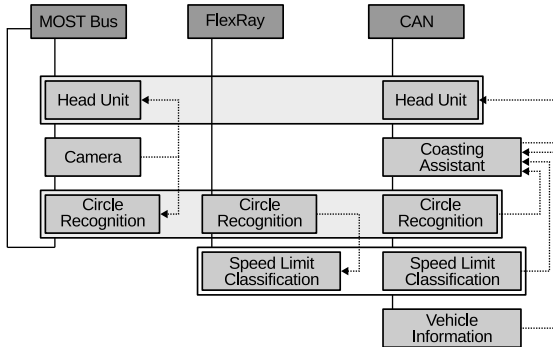 MOST Bus
FlexRay
CAN
Head Unit
Head Unit
Camera
Coasting
Assistant
Circle
Recognition
Circle
Recognition
Circle
Recognition
Speed Limit
Classification
Speed Limit
Classification
Vehicle
Information